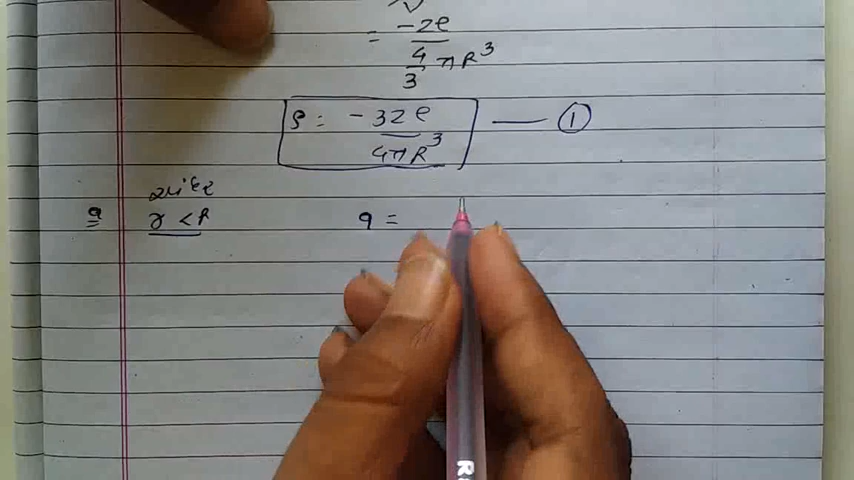 = -ze
4/3 πR³
ρ = -3ze — ①
4πR³
a r < R q =
R